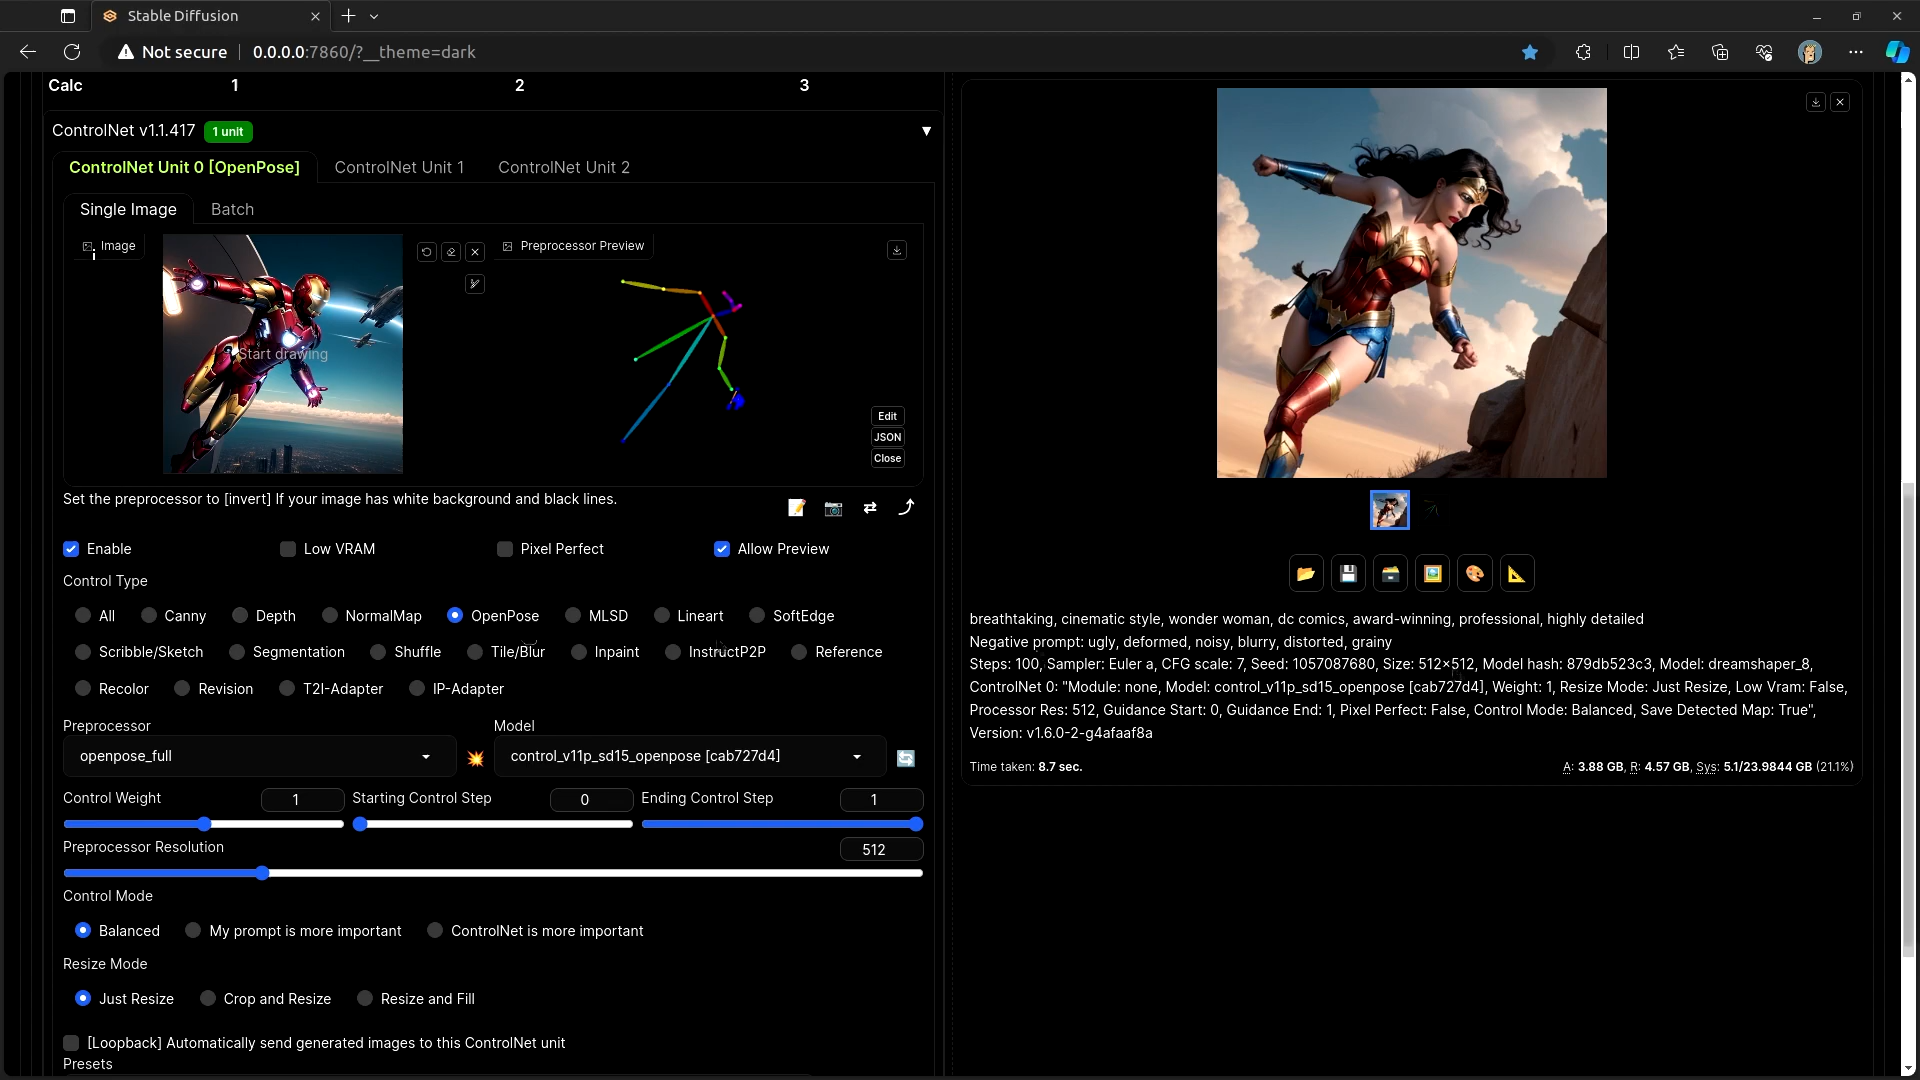 Stable Diffusion
Not secure
0.0.0.0:7860/?__theme=dark
Calc 1 2 3
ControlNet v1.1.417 1 unit
ControlNet Unit 0 [OpenPose] ControlNet Unit 1 ControlNet Unit 2
Single Image Batch
Image
Preprocessor Preview
Start drawing
Edit
JSON
Close
Set the preprocessor to [invert] If your image has white background and black lines.
Enable Low VRAM Pixel Perfect Allow Preview
Control Type
All Canny Depth NormalMap OpenPose MLSD Lineart SoftEdge
Scribble/Sketch Segmentation Shuffle Tile/Blur Inpaint InstructP2P Reference
Recolor Revision T2I-Adapter IP-Adapter
Preprocessor Model
openpose_full control_v11p_sd15_openpose [cab727d4]
Control Weight 1 Starting Control Step 0 Ending Control Step 1
Preprocessor Resolution 512
Control Mode
Balanced My prompt is more important ControlNet is more important
Resize Mode
Just Resize Crop and Resize Resize and Fill
[Loopback] Automatically send generated images to this ControlNet unit
Presets
breathtaking, cinematic style, wonder woman, dc comics, award-winning, professional, highly detailed
Negative prompt: ugly, deformed, noisy, blurry, distorted, grainy
Steps: 100, Sampler: Euler a, CFG scale: 7, Seed: 1057087680, Size: 512×512, Model hash: 879db523c3, Model: dreamshaper_8,
ControlNet 0: "Module: none, Model: control_v11p_sd15_openpose [cab727d4], Weight: 1, Resize Mode: Just Resize, Low Vram: False,
Processor Res: 512, Guidance Start: 0, Guidance End: 1, Pixel Perfect: False, Control Mode: Balanced, Save Detected Map: True",
Version: v1.6.0-2-g4afaaf8a
Time taken: 8.7 sec.
A: 3.88 GB, R: 4.57 GB, Sys: 5.1/23.9844 GB (21.1%)